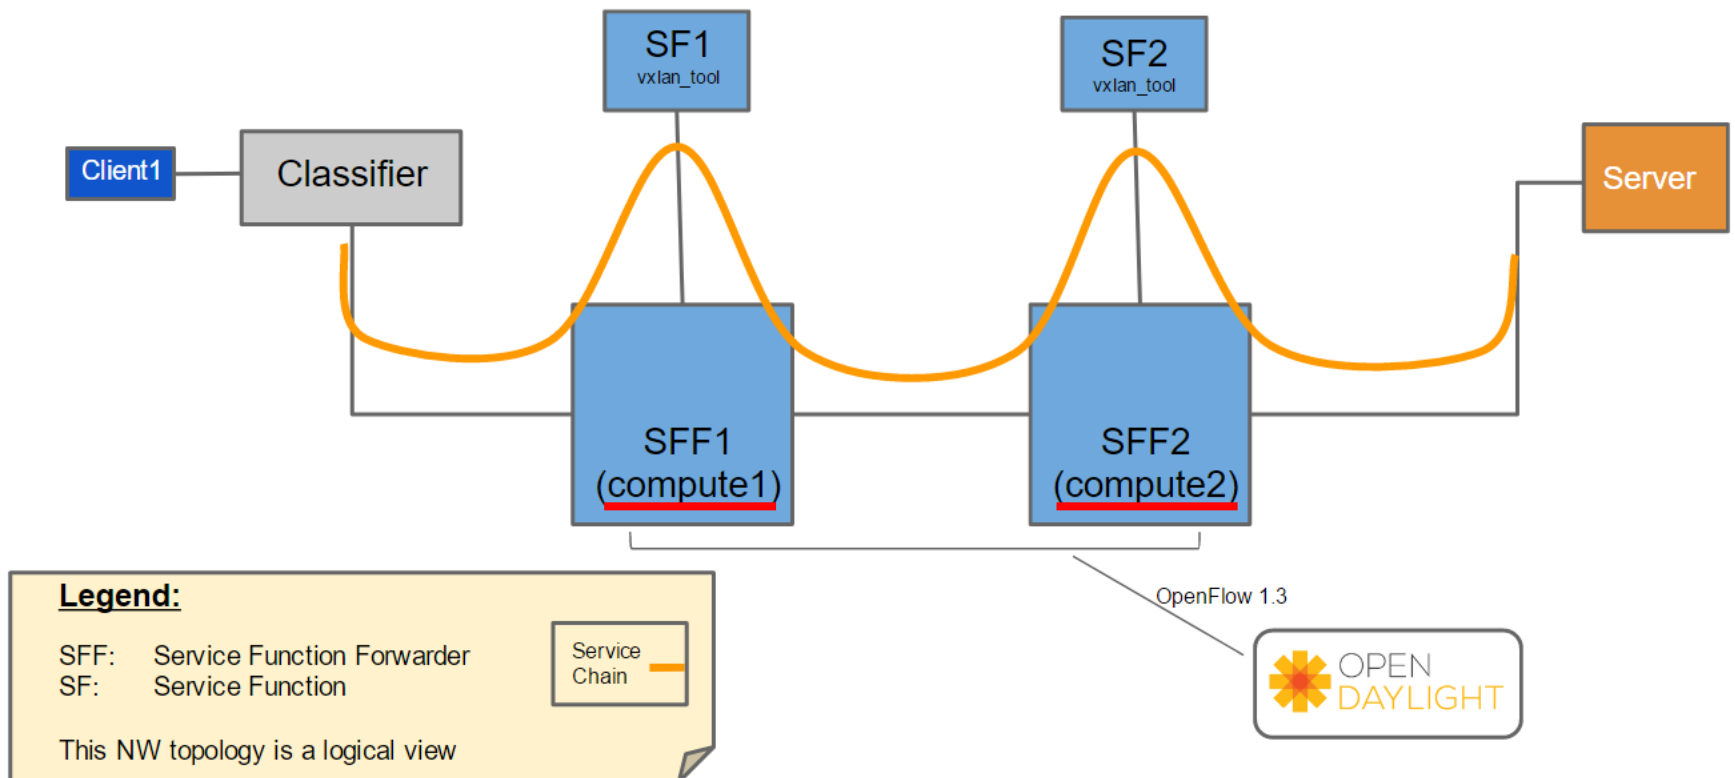 SF1
vxlan_tool
SF2
vxlan_tool
Client1
Classifier
Server
SFF1
(compute1)
SFF2
(compute2)
OpenFlow 1.3
OPEN
DAYLIGHT
Legend:
SFF: Service Function Forwarder
SF: Service Function
Service
Chain
This NW topology is a logical view